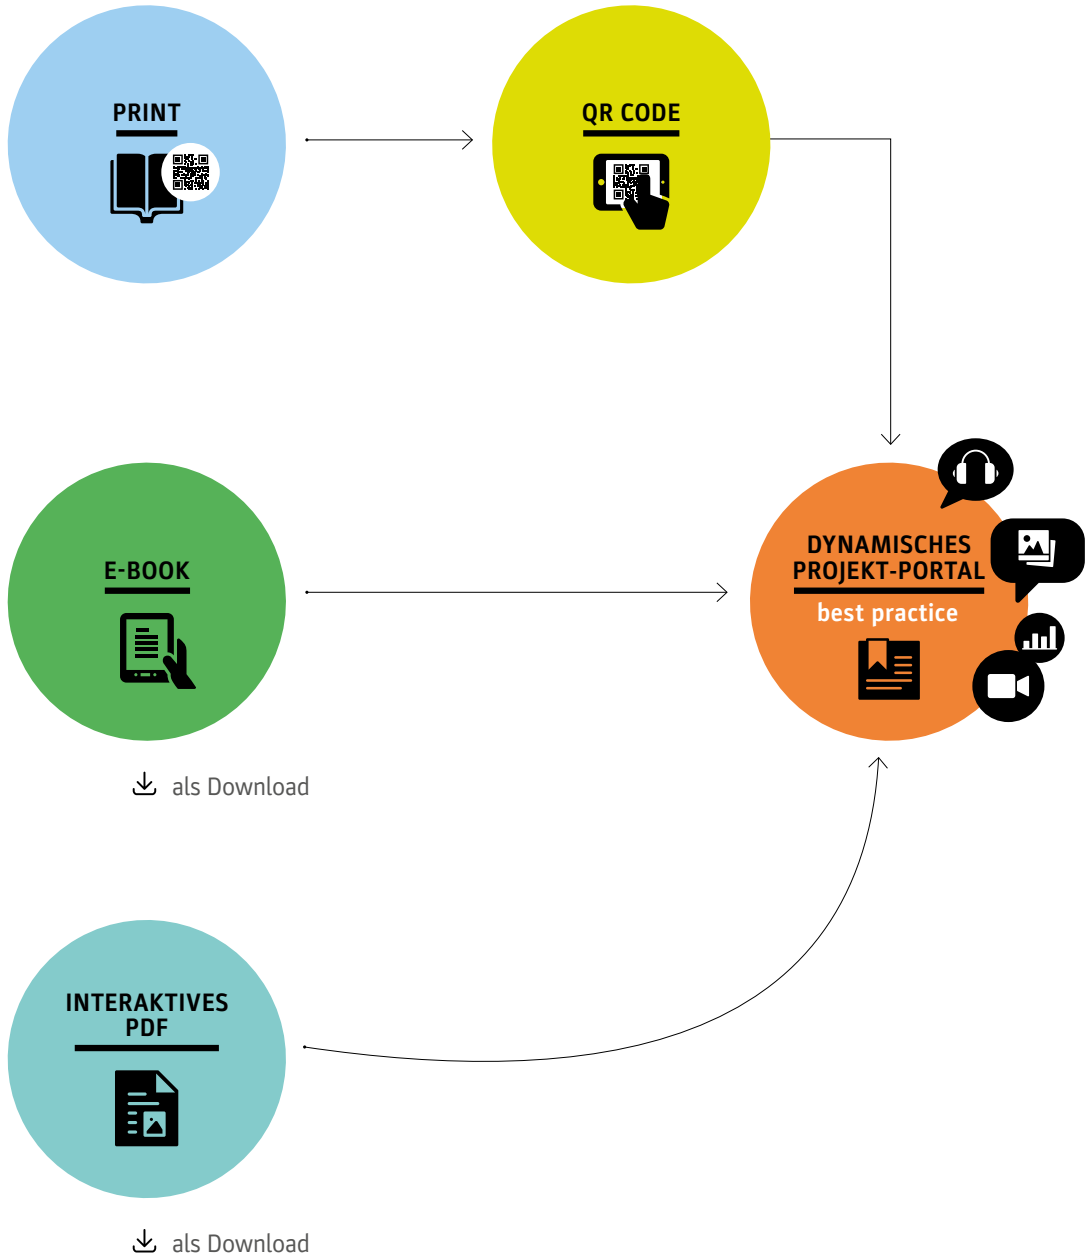 PRINT
QR CODE
E-BOOK
DYNAMISCHES
PROJEKT-PORTAL
best practice
als Download
INTERAKTIVES
PDF
als Download